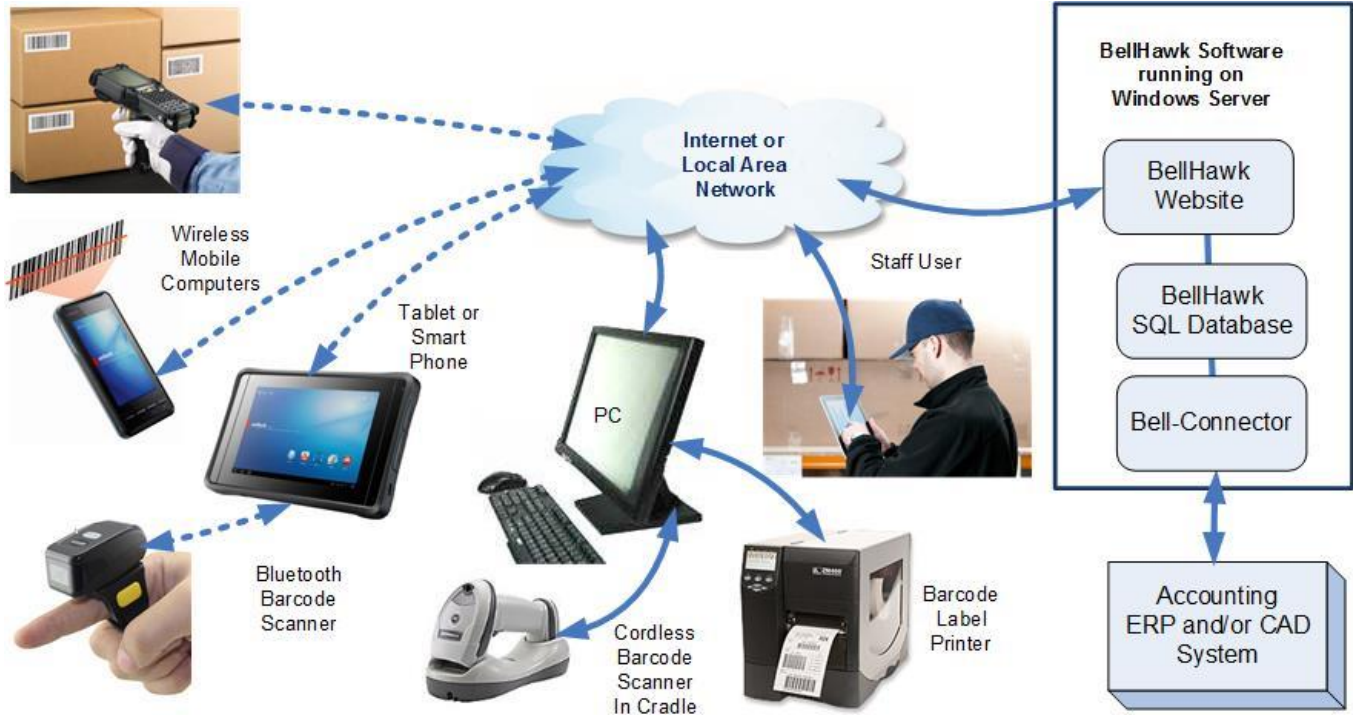 BellHawk Software
running on
Windows Server
Internet or
Local Area
Network
BellHawk
Website
Wireless
Mobile
Computers
Staff User
BellHawk
SQL Database
Tablet or
Smart
Phone
PC
Bell-Connector
Bluetooth
Barcode
Scanner
Cordless
Barcode
Scanner
In Cradle
Barcode
Label
Printer
Accounting
ERP and/or CAD
System